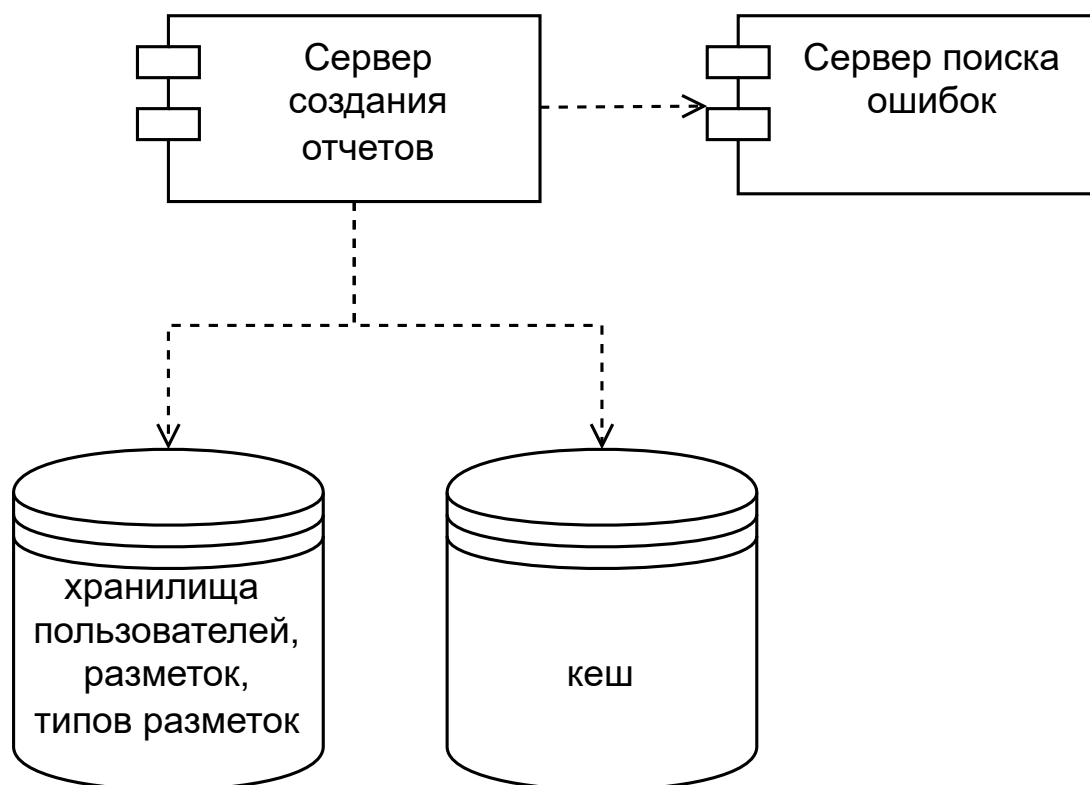 Сервер
создания
отчетов
Сервер поиска
ошибок
хранилища
пользователей,
разметок,
типов разметок
кеш